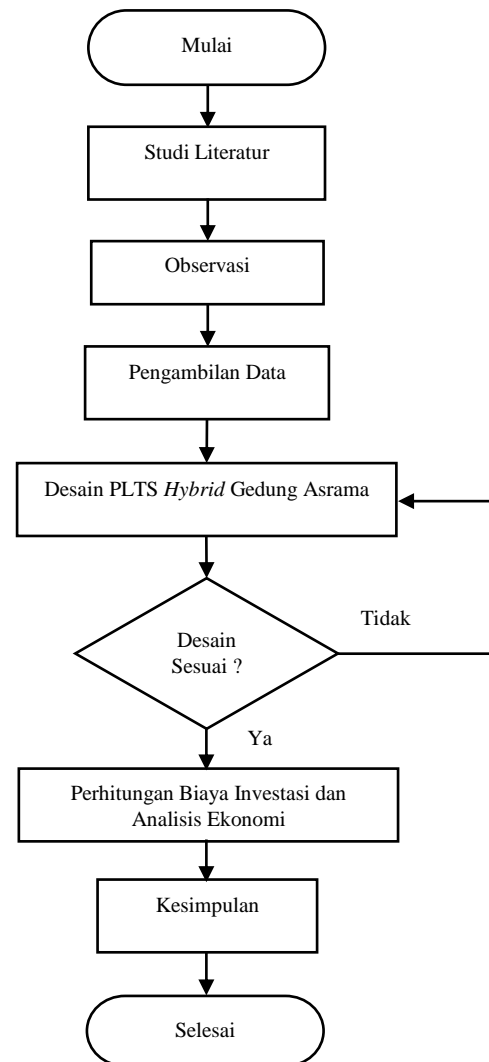 Mulai
Studi Literatur
Observasi
Pengambilan Data
Desain PLTS Hybrid Gedung Asrama
Desain
Sesuai ?
Tidak
Ya
Perhitungan Biaya Investasi dan
Analisis Ekonomi
Kesimpulan
Selesai